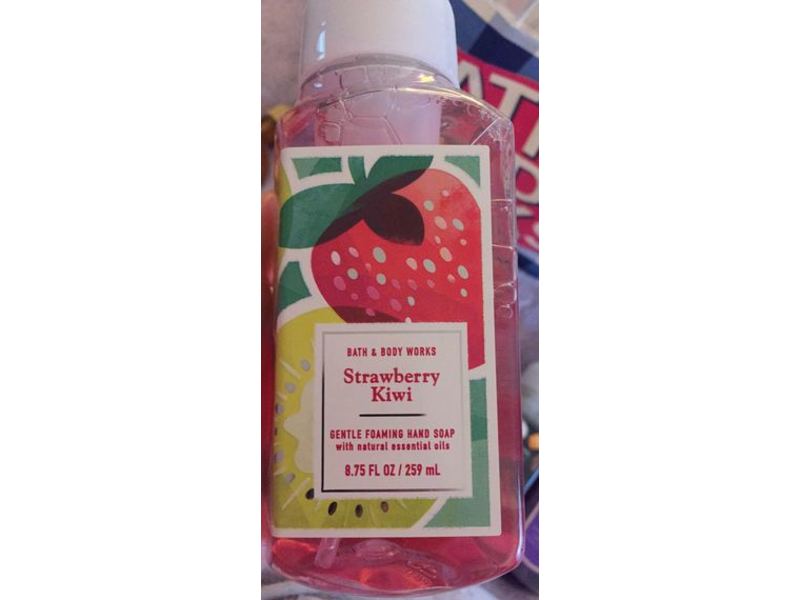 BATH & BODY WORKS
Strawberry
Kiwi
GENTLE FOAMING HAND SOAP
with natural essential oils
8.75 FL OZ / 259 mL